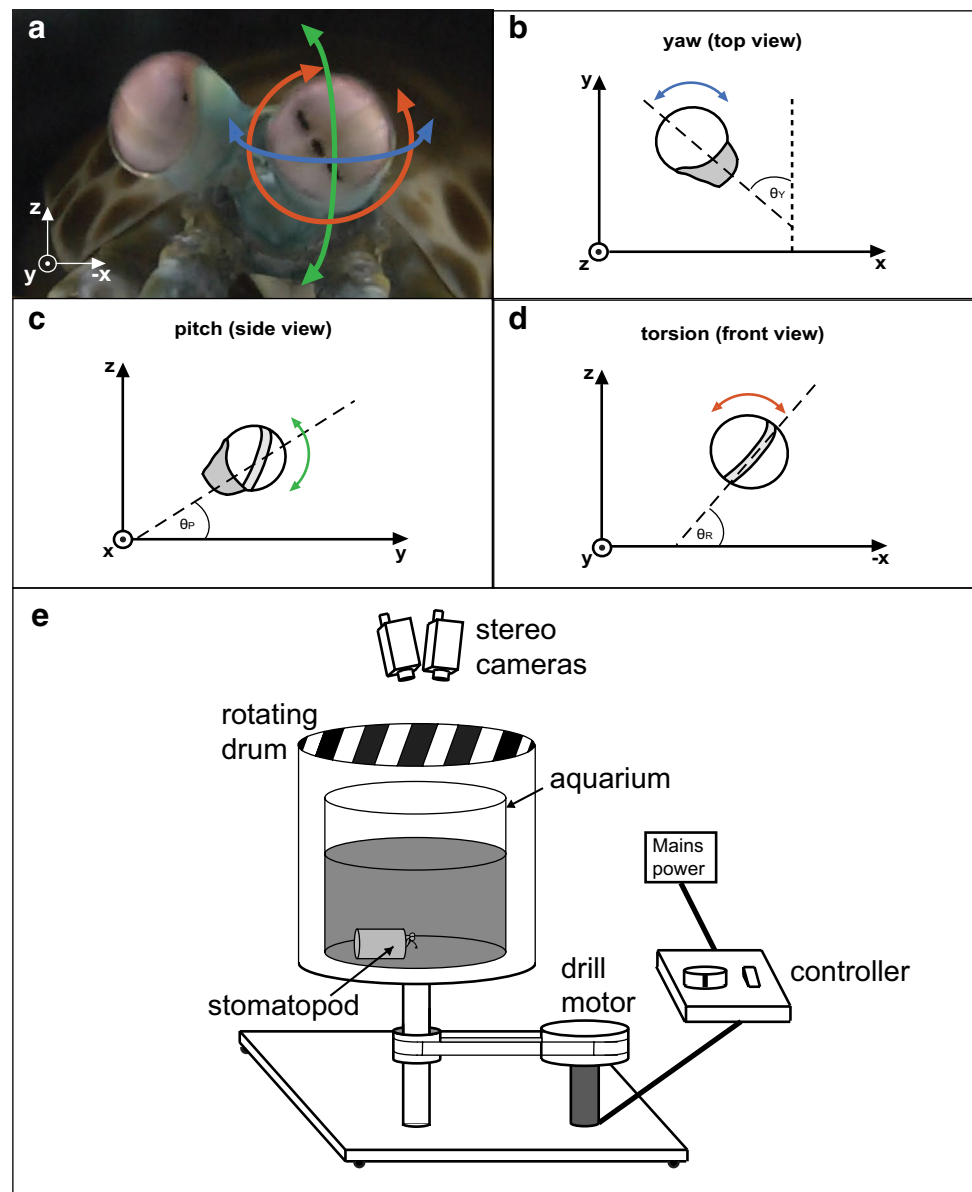 a
z
y
-x
b
yaw (top view)
y
θY
z
x
c
pitch (side view)
z
θP
x
y
d
torsion (front view)
z
θR
y
-x
e
stereo
cameras
rotating
drum
aquarium
Mains
power
drill
motor
controller
stomatopod